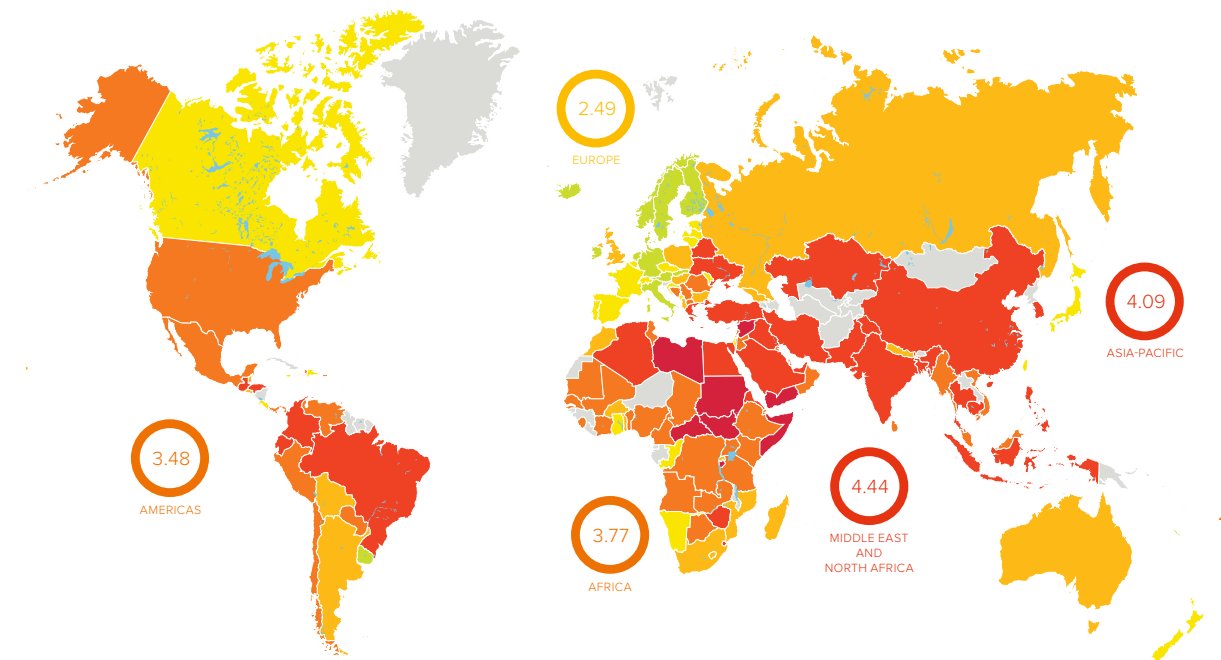 2.49
EUROPE
4.09
ASIA-PACIFIC
3.48
AMERICAS
4.44
MIDDLE EAST
AND
NORTH AFRICA
3.77
AFRICA